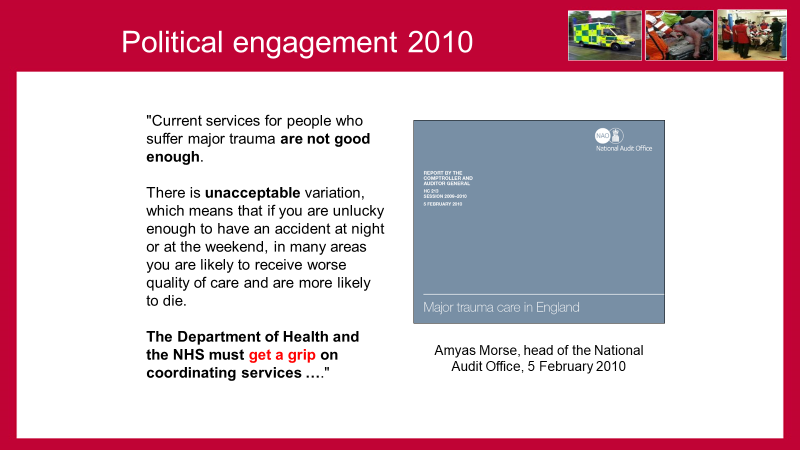 Political engagement 2010
"Current services for people who
suffer major trauma are not good
enough.
There is unacceptable variation,
which means that if you are unlucky
enough to have an accident at night
or at the weekend, in many areas
you are likely to receive worse
quality of care and are more likely
to die.
The Department of Health and
the NHS must get a grip on
coordinating services …."
NAO
National Audit Office
REPORT BY THE
COMPTROLLER AND
AUDITOR GENERAL
HC 213
SESSION 2009–2010
5 FEBRUARY 2010
Major trauma care in England
Amyas Morse, head of the National
Audit Office, 5 February 2010